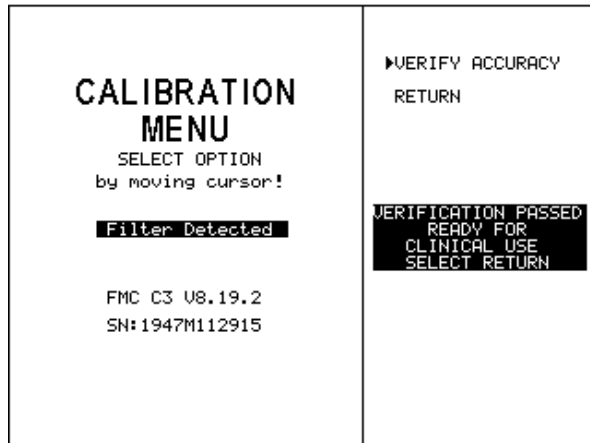 CALIBRATION
MENU
SELECT OPTION
by moving cursor!
Filter Detected
FMC C3 V8.19.2
SN:1947M112915
VERIFY ACCURACY
RETURN
VERIFICATION PASSED
READY FOR
CLINICAL USE
SELECT RETURN